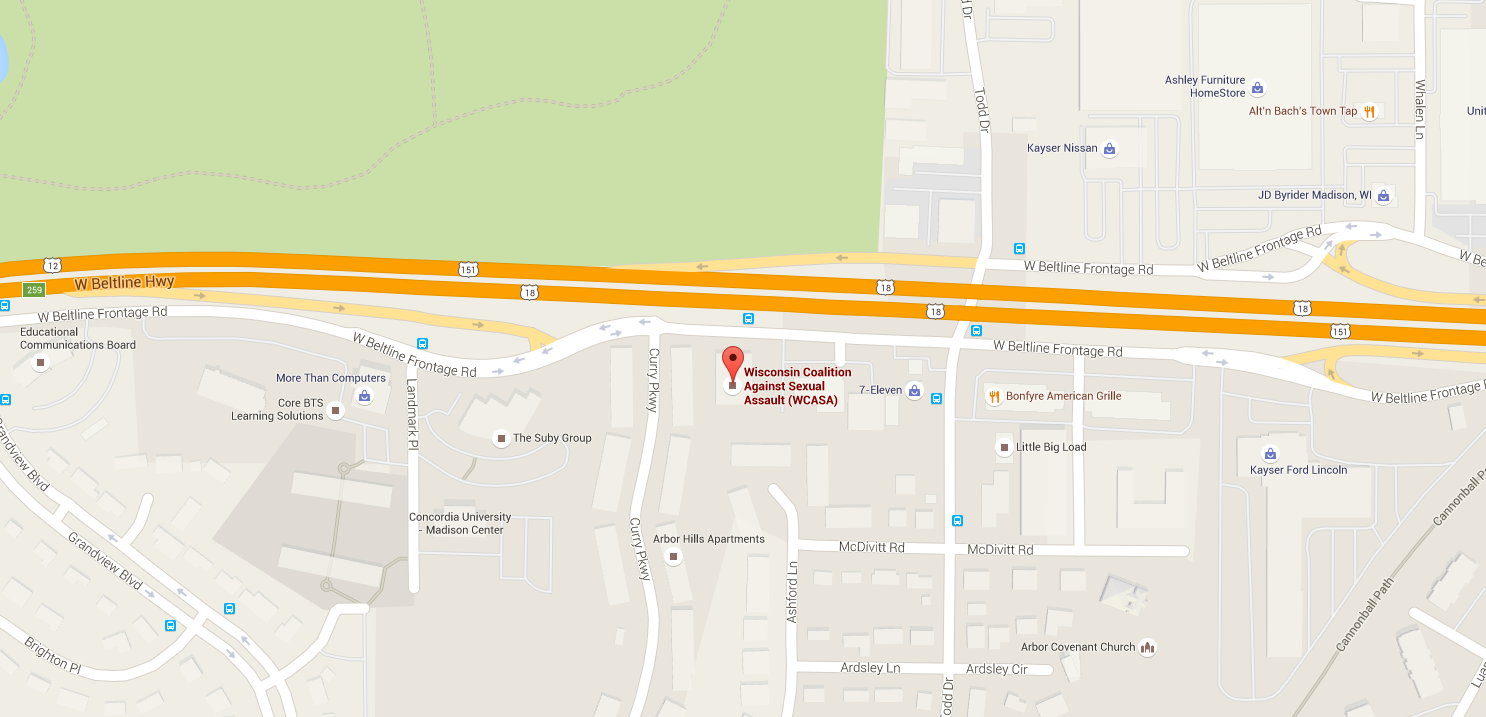 Todd Dr
Ashley Furniture
HomeStore
Alt'n Bach's Town Tap
Whalen Ln
Todd Dr
Kayser Nissan
JD Byrider Madison, WI
W Beltline Frontage Rd
W Beltline Frontage Rd
12
151
18
18
18
18
151
259
W Beltline Hwy
W Beltline Frontage Rd
Educational
Communications Board
W Beltline Frontage Rd
W Beltline Frontage Rd
W Beltline Frontage Rd
More Than Computers
Core BTS
Learning Solutions
Landmark Pl
The Suby Group
Curry Pkwy
Wisconsin Coalition
Against Sexual
Assault (WCASA)
7-Eleven
Bonfyre American Grille
Little Big Load
Kayser Ford Lincoln
Grandview Blvd
Grandview Blvd
Concordia University
- Madison Center
Curry Pkwy
Arbor Hills Apartments
McDivitt Rd
McDivitt Rd
Ashford Ln
Cannonball Path
Brighton Pl
Arbor Covenant Church
Ardsley Ln
Ardsley Cir
Todd Dr